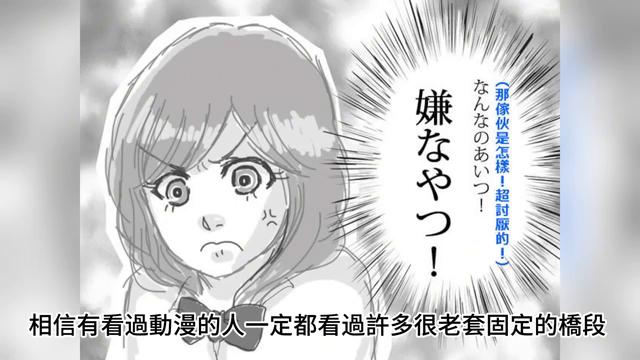 (那傢伙是怎樣！超討厭的！)
なんなのあいつ！
嫌なやつ！
相信有看過動漫的人一定都看過許多很老套固定的橋段